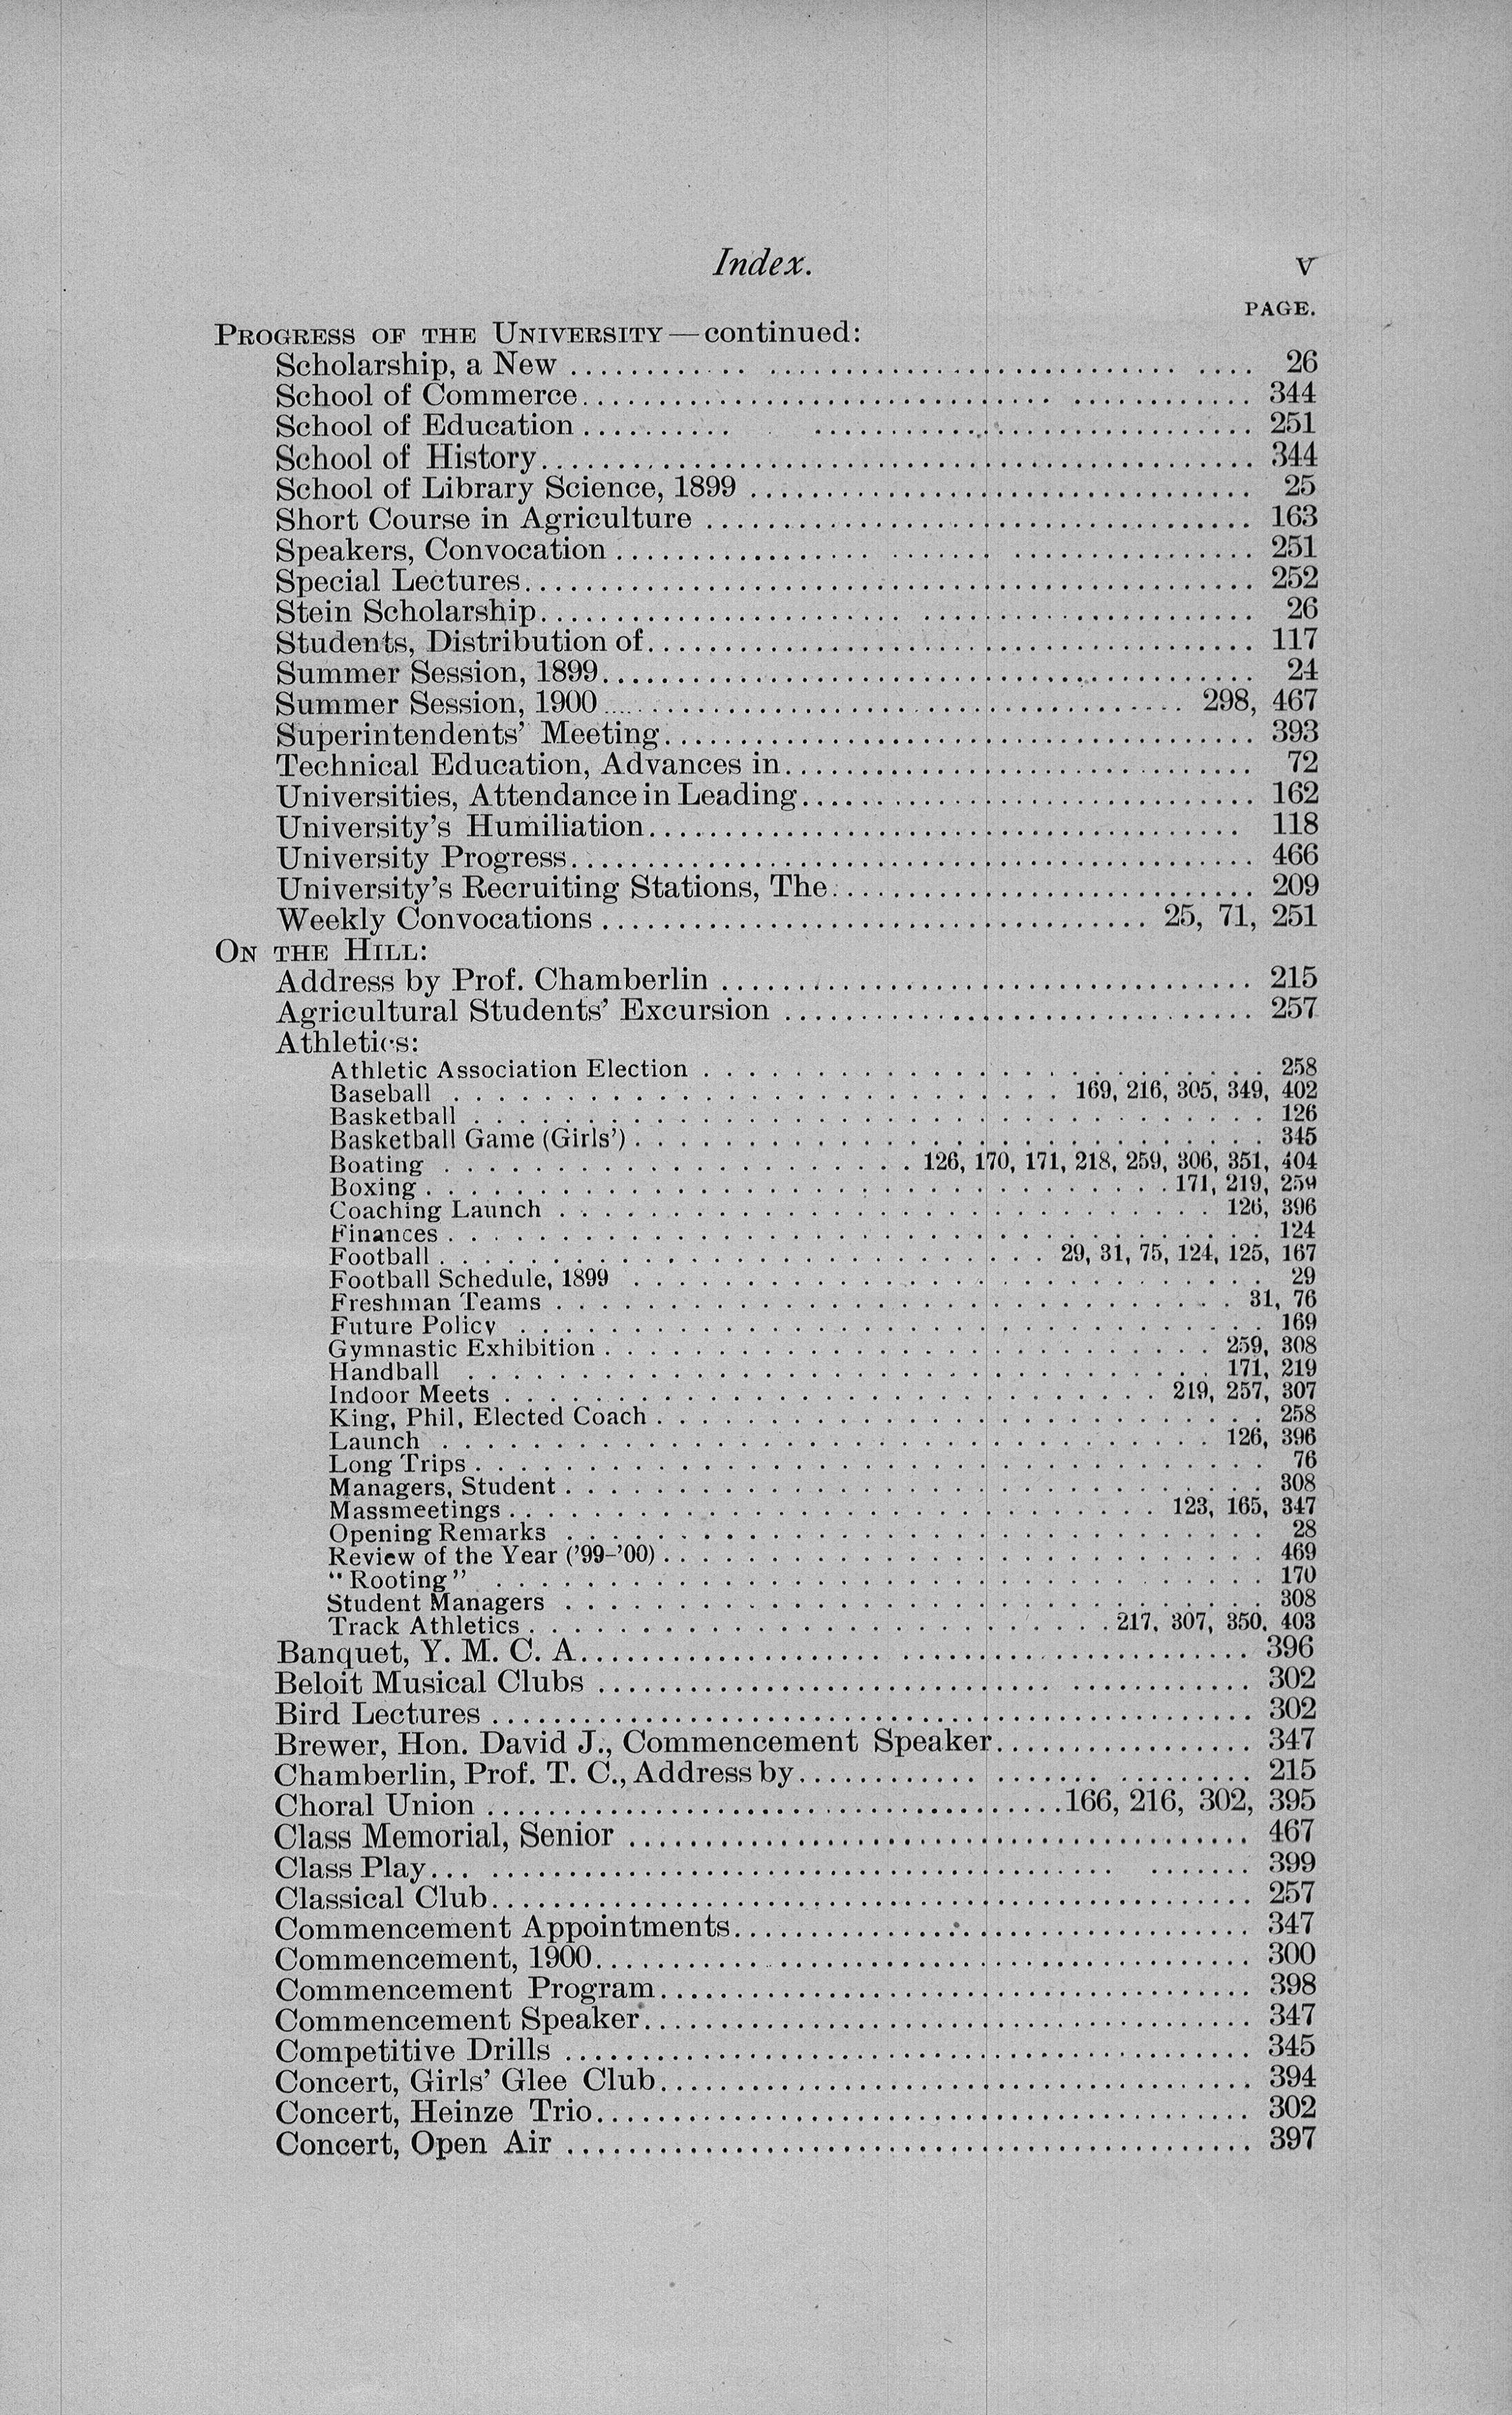 Index. v
PAGE.
PROGRESS OF THE UNIVERSITY—continued:
Scholarship, a New .......... 26
School of Commerce.......... 344
School of Education .......... 251
School of History.......... 344
School of Library Science, 1899 .......... 25
Short Course in Agriculture .......... 163
Speakers, Convocation .......... 251
Special Lectures.......... 252
Stein Scholarship.......... 26
Students, Distribution of.......... 117
Summer Session, 1899.......... 24
Summer Session, 1900.......... 298, 467
Superintendents' Meeting.......... 393
Technical Education, Advances in.......... 72
Universities, Attendance in Leading.......... 162
University's Humiliation.......... 118
University Progress.......... 466
University's Recruiting Stations, The.......... 209
Weekly Convocations .......... 25, 71, 251
ON THE HILL:
Address by Prof. Chamberlin .......... 215
Agricultural Students' Excursion .......... 257
Athletics:
Athletic Association Election .......... 258
Baseball .......... 169, 216, 305, 349, 402
Basketball .......... 126
Basketball Game (Girls') .......... 345
Boating .......... 126, 170, 171, 218, 259, 306, 351, 404
Boxing .......... 171, 219, 259
Coaching Launch .......... 126, 396
Finances .......... 124
Football .......... 29, 31, 75, 124, 125, 167
Football Schedule, 1899 .......... 29
Freshman Teams .......... 31, 76
Future Policy .......... 169
Gymnastic Exhibition .......... 259, 308
Handball .......... 171, 219
Indoor Meets .......... 219, 257, 307
King, Phil, Elected Coach .......... 258
Launch .......... 126, 396
Long Trips .......... 76
Managers, Student .......... 308
Massmeetings .......... 123, 165, 347
Opening Remarks .......... 28
Review of the Year ('99–'00) .......... 469
"Rooting" .......... 170
Student Managers .......... 308
Track Athletics .......... 217, 307, 350, 403
Banquet, Y. M. C. A.......... 396
Beloit Musical Clubs .......... 302
Bird Lectures .......... 302
Brewer, Hon. David J., Commencement Speaker.......... 347
Chamberlin, Prof. T. C., Address by.......... 215
Choral Union ..........166, 216, 302, 395
Class Memorial, Senior .......... 467
Class Play.......... 399
Classical Club.......... 257
Commencement Appointments.......... 347
Commencement, 1900.......... 300
Commencement Program.......... 398
Commencement Speaker.......... 347
Competitive Drills .......... 345
Concert, Girls' Glee Club.......... 394
Concert, Heinze Trio.......... 302
Concert, Open Air .......... 397